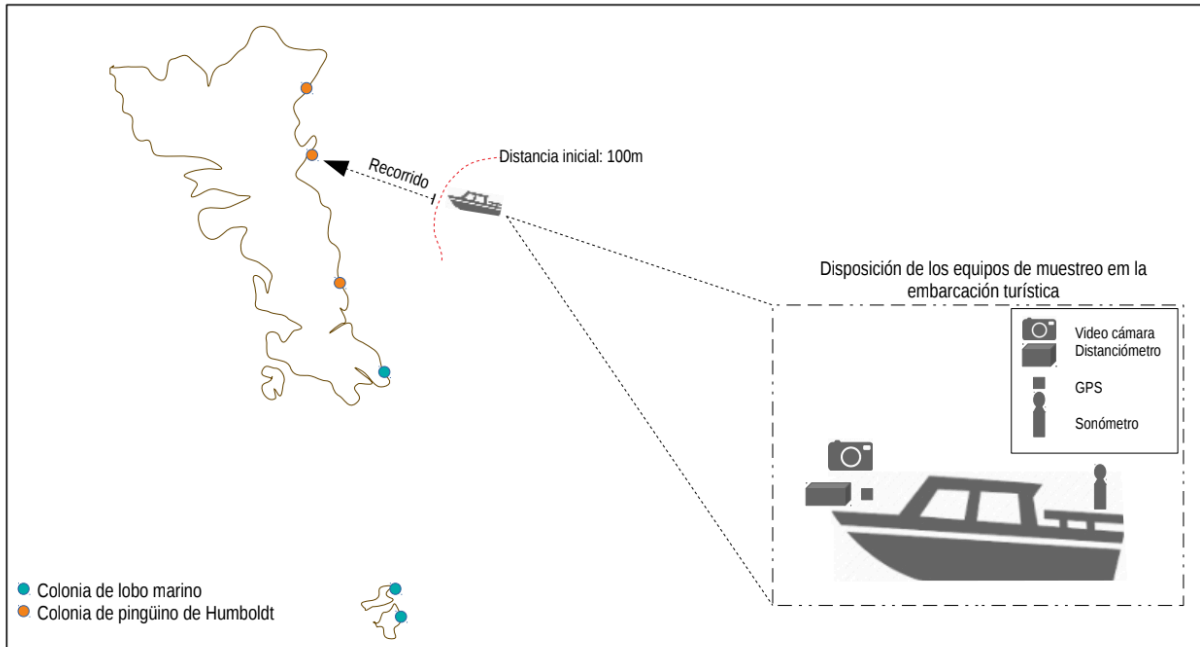 Distancia inicial: 100m
Recorrido
Disposición de los equipos de muestreo em la
embarcación turística
Video cámara
Distanciómetro
GPS
Sonómetro
Colonia de lobo marino
Colonia de pingüino de Humboldt